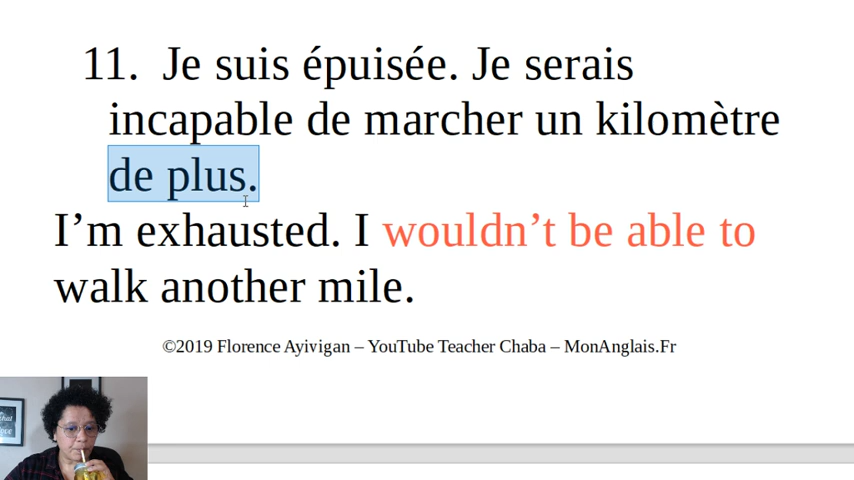 11. Je suis épuisée. Je serais
incapable de marcher un kilomètre
de plus.
I’m exhausted. I wouldn’t be able to
walk another mile.
©2019 Florence Ayivigan – YouTube Teacher Chaba – MonAnglais.Fr